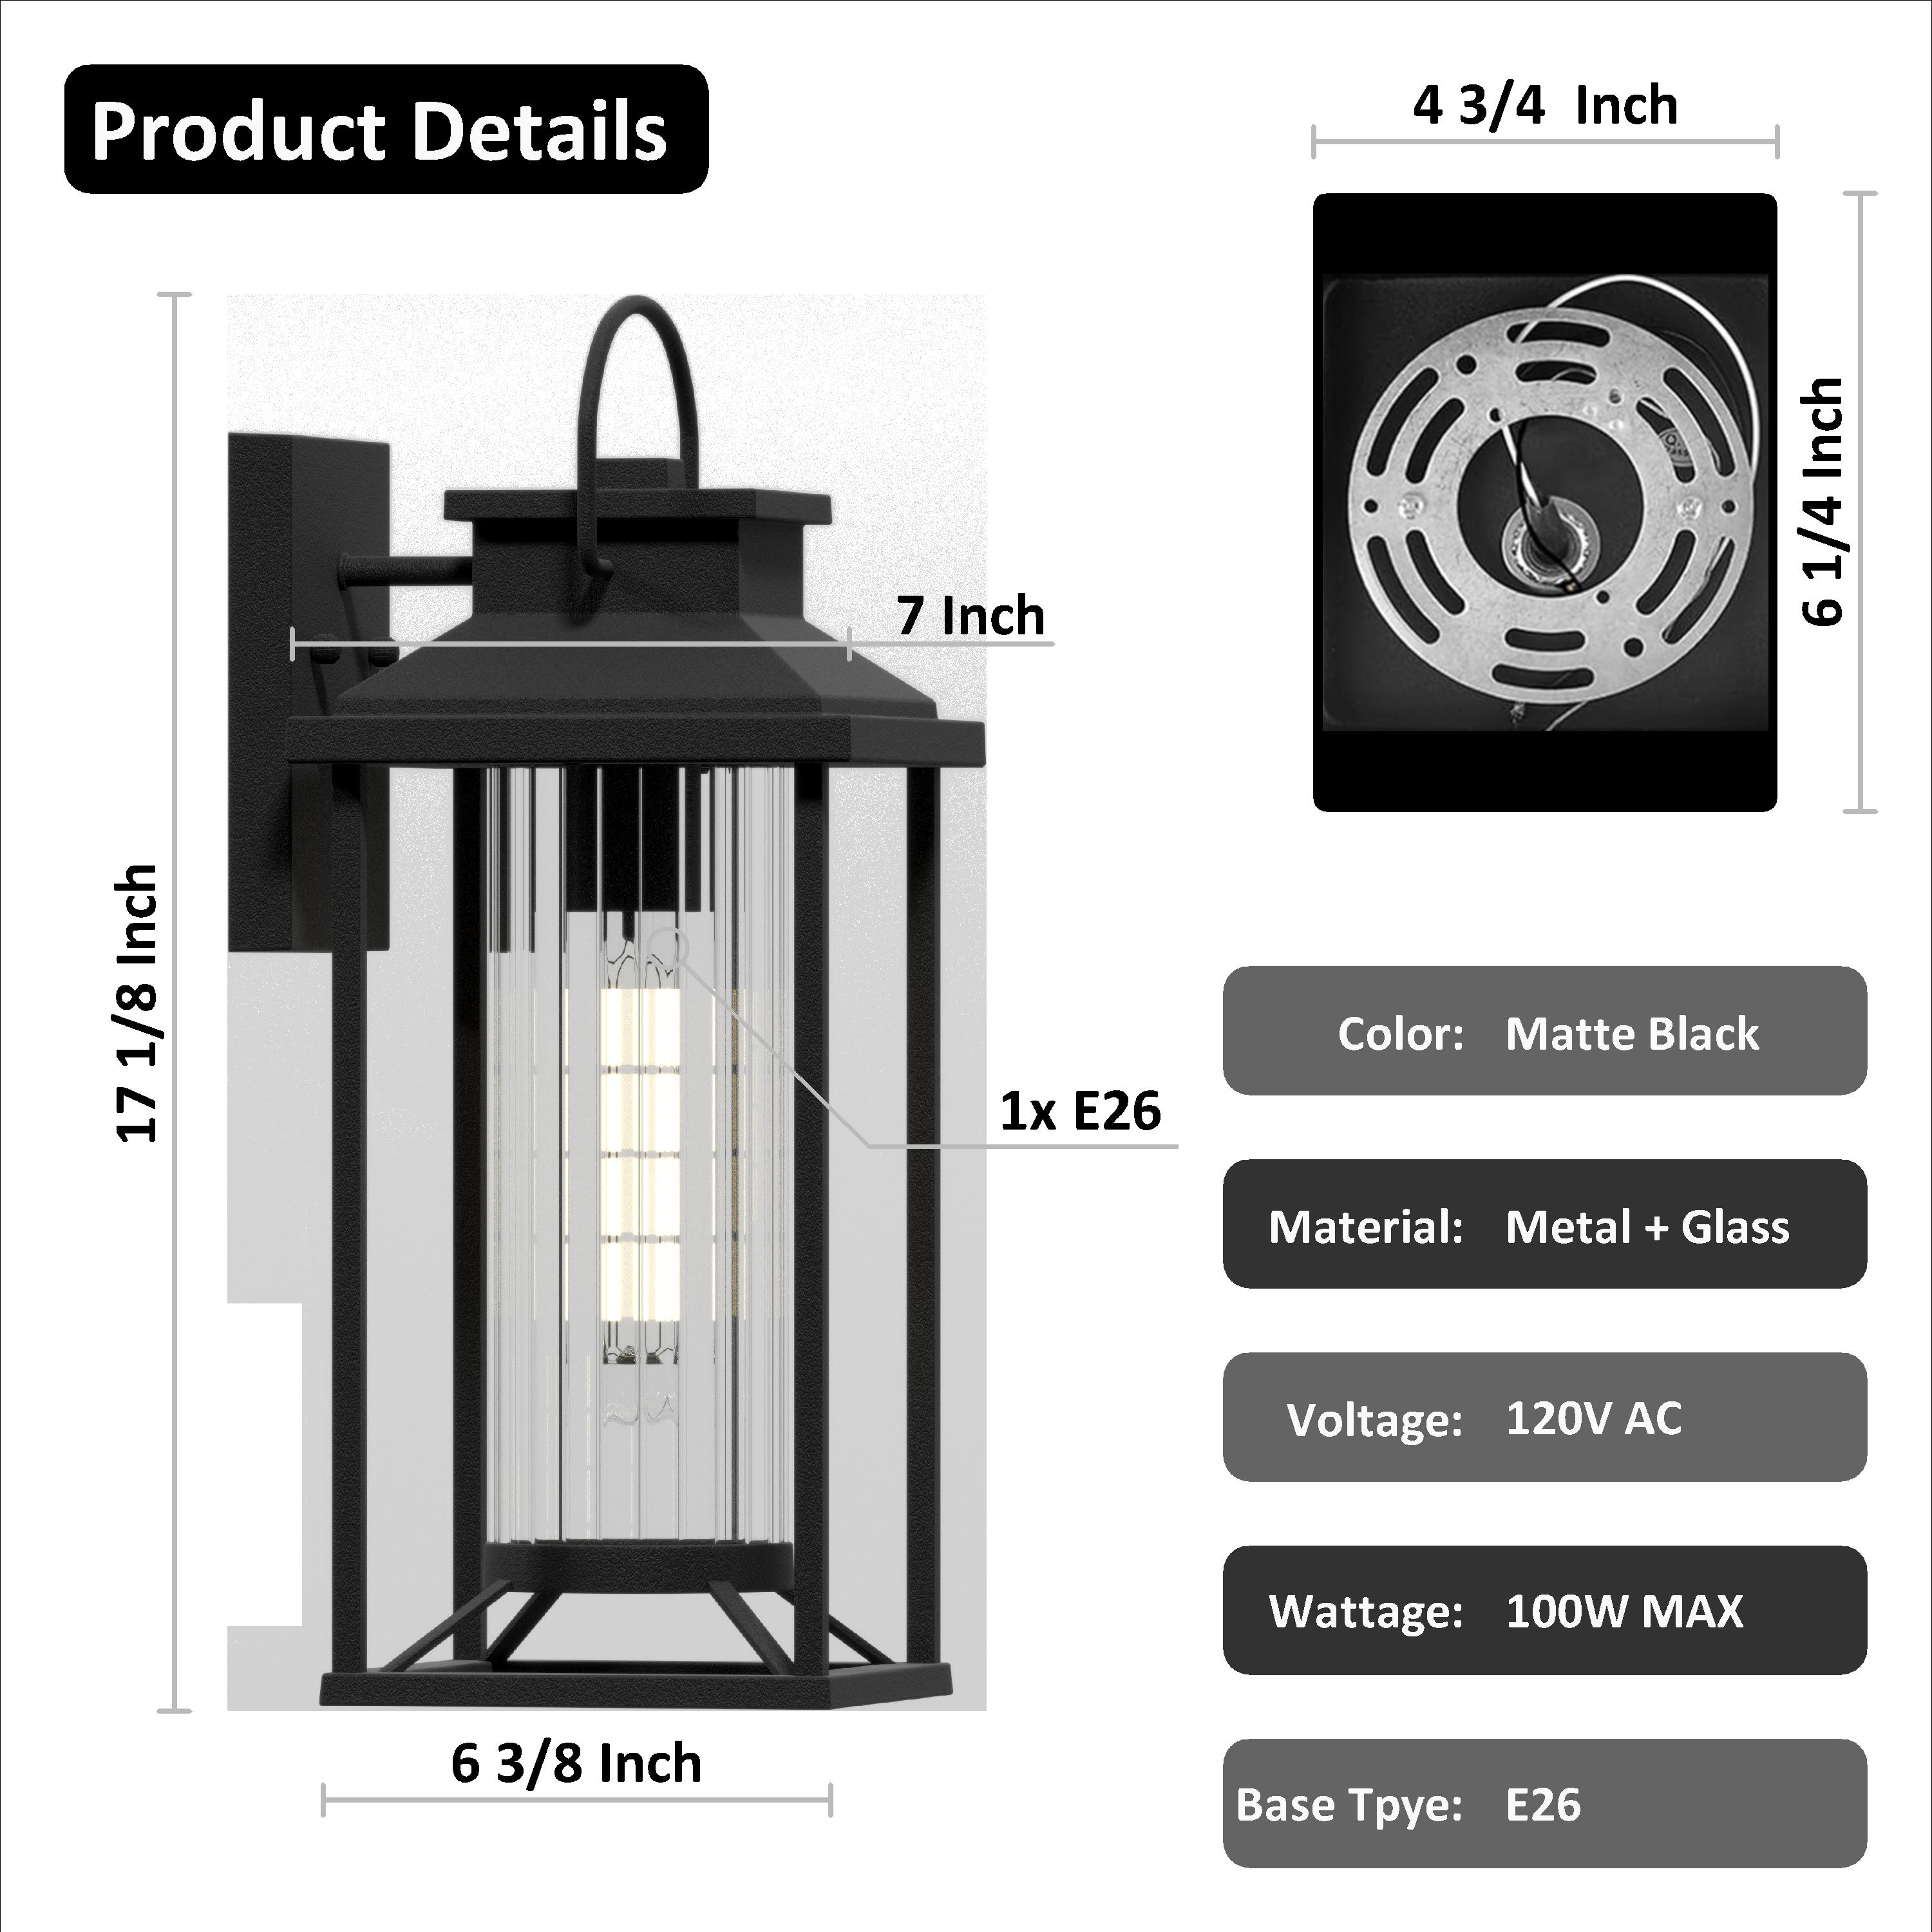 Product Details
4 3/4 Inch
6 1/4 Inch
7 Inch
17 1/8 Inch
1x E26
6 3/8 Inch
Color: Matte Black
Material: Metal + Glass
Voltage: 120V AC
Wattage: 100W MAX
Base Tpye: E26